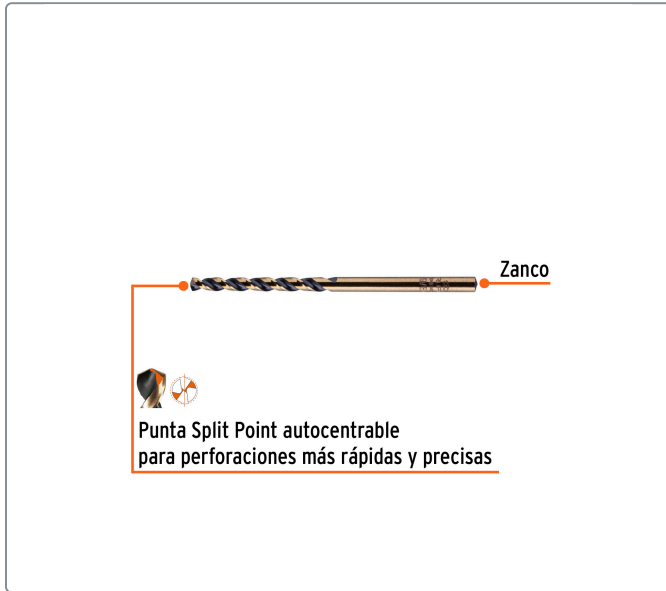 Zanco
Punta Split Point autocentrable
para perforaciones más rápidas y precisas